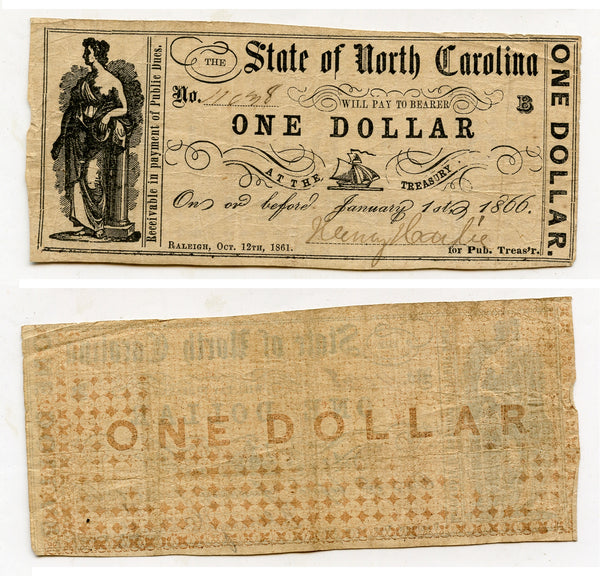 Receivable in payment of Public Dues.
THE State of North Carolina
No. 11038
WILL PAY TO BEARER B
ONE DOLLAR
AT THE TREASURY
On or before January 1st, 1866.
RALEIGH, OCT. 12TH, 1861.
for Pub. Treas'r.
ONE DOLLAR.
ONE DOLLAR